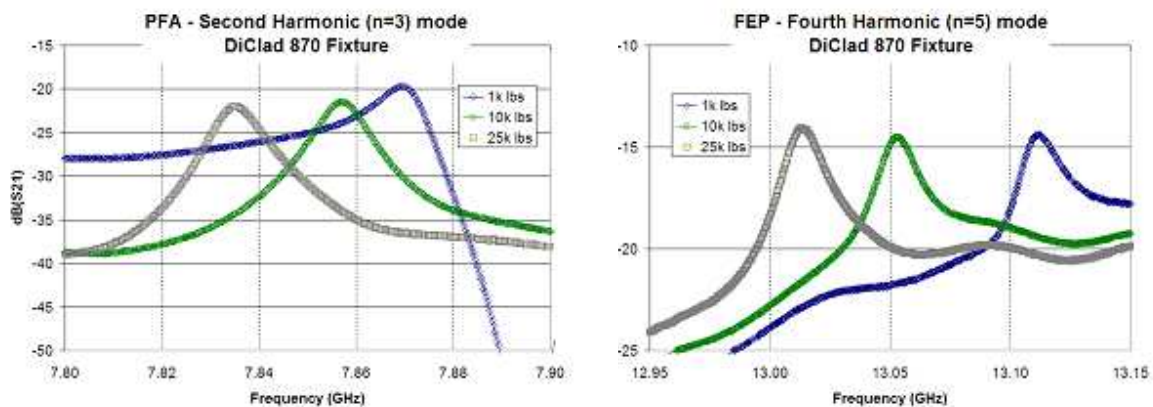 PFA - Second Harmonic (n=3) mode
DiClad 870 Fixture
-15
-20
-25
-30
-35
-40
-45
-50
dB(S21)
1k lbs
10k lbs
25k lbs
7.80
7.82
7.84
7.86
7.88
7.90
Frequency (GHz)
FEP - Fourth Harmonic (n=5) mode
DiClad 870 Fixture
-10
-15
-20
-25
1k lbs
10k lbs
25k lbs
12.95
13.00
13.05
13.10
13.15
Frequency (GHz)